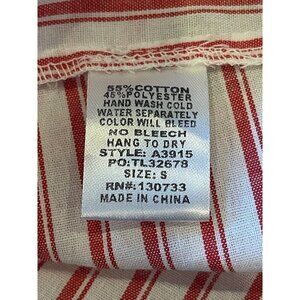 55% COTTON
45% POLYESTER
HAND WASH COLD
WATER SEPARATELY
COLOR WILL BLEED
NO BLEECH
HANG TO DRY
STYLE: A3915
PO:TL32678
SIZE: S
RN#: 130733
MADE IN CHINA